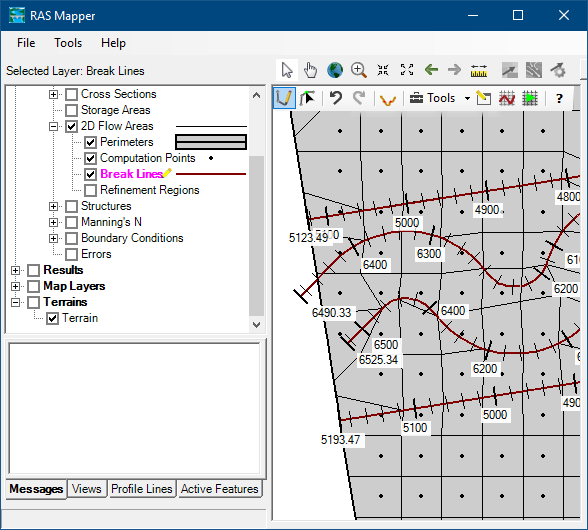 RAS Mapper
File Tools Help
Selected Layer: Break Lines
Cross Sections
Storage Areas
2D Flow Areas
Perimeters
Computation Points
Break Lines
Refinement Regions
Structures
Manning's N
Boundary Conditions
Errors
Results
Map Layers
Terrains
Terrain
Messages Views Profile Lines Active Features
Tools
?
4800
4900
5000
5123.49
6300
6400
6200
6490.33
6400
6500
6525.34
6200
5000
5100
5193.47